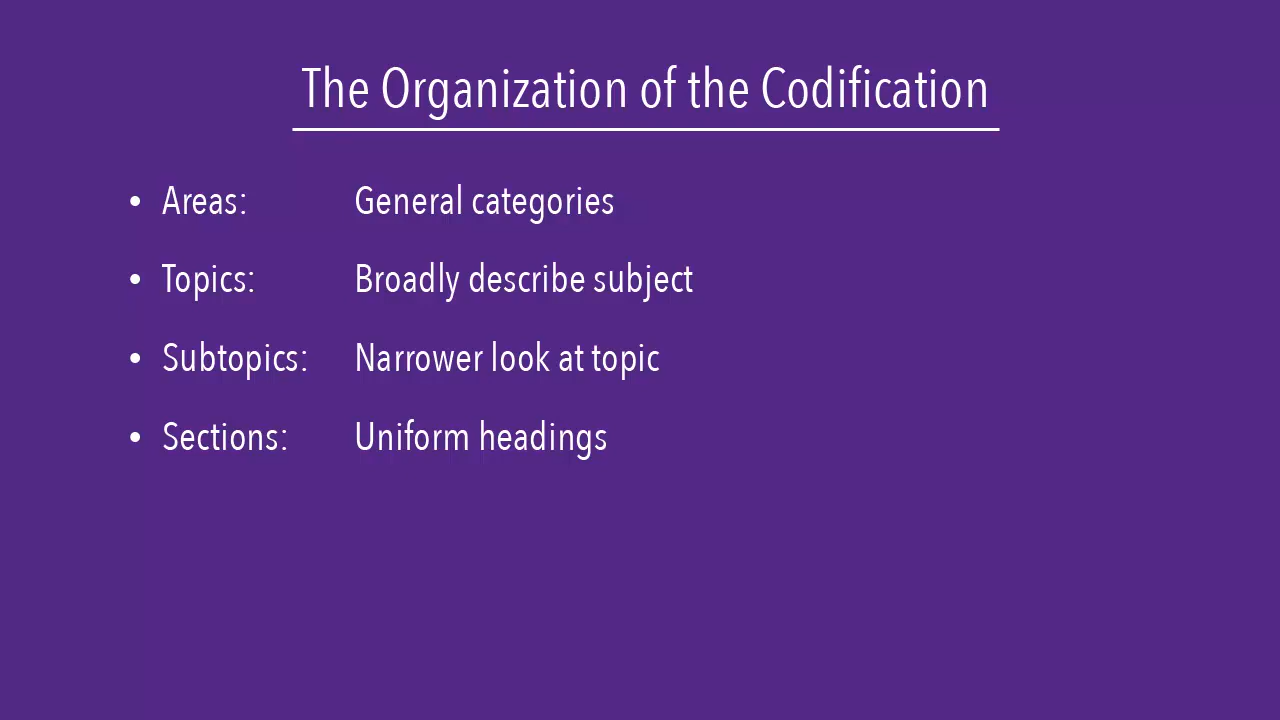 The Organization of the Codification
• Areas: General categories
• Topics: Broadly describe subject
• Subtopics: Narrower look at topic
• Sections: Uniform headings